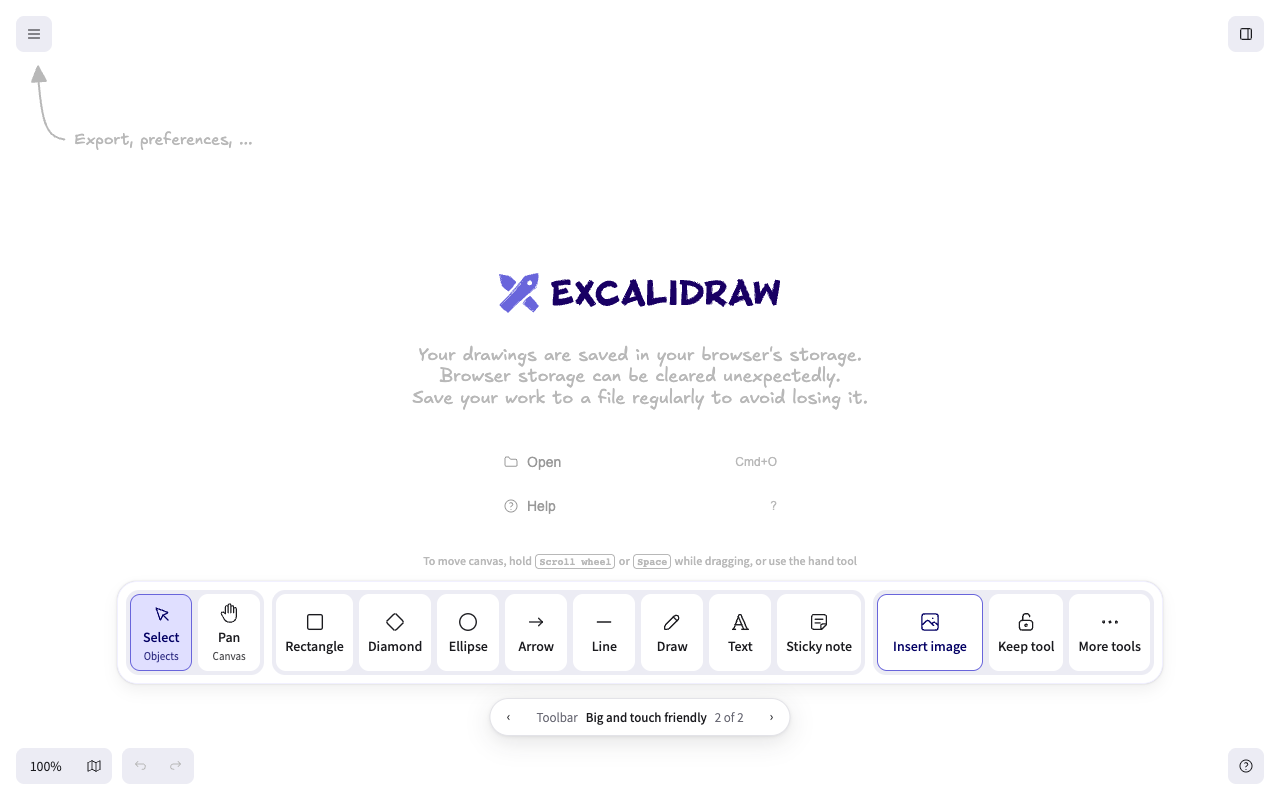 Export, preferences, ...
EXCALIDRAW
Your drawings are saved in your browser's storage.
Browser storage can be cleared unexpectedly.
Save your work to a file regularly to avoid losing it.
Open Cmd+O
Help ?
To move canvas, hold Scroll wheel or Space while dragging, or use the hand tool
Select
Objects
Pan
Canvas
Rectangle
Diamond
Ellipse
Arrow
Line
Draw
Text
Sticky note
Insert image
Keep tool
More tools
‹ Toolbar Big and touch friendly 2 of 2 ›
100%